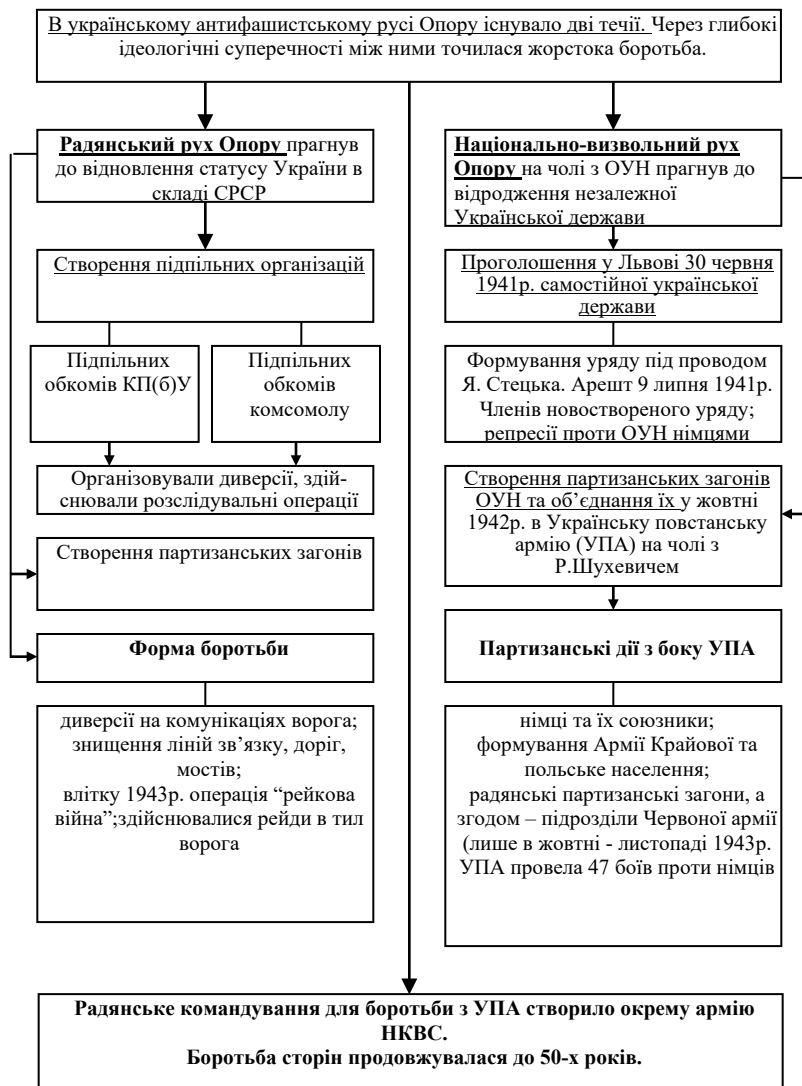 В українському антифашистському русі Опору існувало дві течії. Через глибокі
ідеологічні суперечності між ними точилася жорстока боротьба.
Радянський рух Опору прагнув
до відновлення статусу України в
складі СРСР
Створення підпільних організацій
Підпільних
обкомів КП(б)У
Підпільних
обкомів
комсомолу
Організовували диверсії, здій-
снювали розслідувальні операції
Створення партизанських загонів
Форма боротьби
диверсії на комунікаціях ворога;
знищення ліній зв’язку, доріг,
мостів;
влітку 1943р. операція “рейкова
війна”;здійснювалися рейди в тил
ворога
Національно-визвольний рух
Опору на чолі з ОУН прагнув до
відродження незалежної
Української держави
Проголошення у Львові 30 червня
1941р. самостійної української
держави
Формування уряду під проводом
Я. Стецька. Арешт 9 липня 1941р.
Членів новоствореного уряду;
репресії проти ОУН німцями
Створення партизанських загонів
ОУН та об’єднання їх у жовтні
1942р. в Українську повстанську
армію (УПА) на чолі з
Р.Шухевичем
Партизанські дії з боку УПА
німці та їх союзники;
формування Армії Крайової та
польське населення;
радянські партизанські загони, а
згодом – підрозділи Червоної армії
(лише в жовтні - листопаді 1943р.
УПА провела 47 боїв проти німців
Радянське командування для боротьби з УПА створило окрему армію
НКВС.
Боротьба сторін продовжувалася до 50-х років.